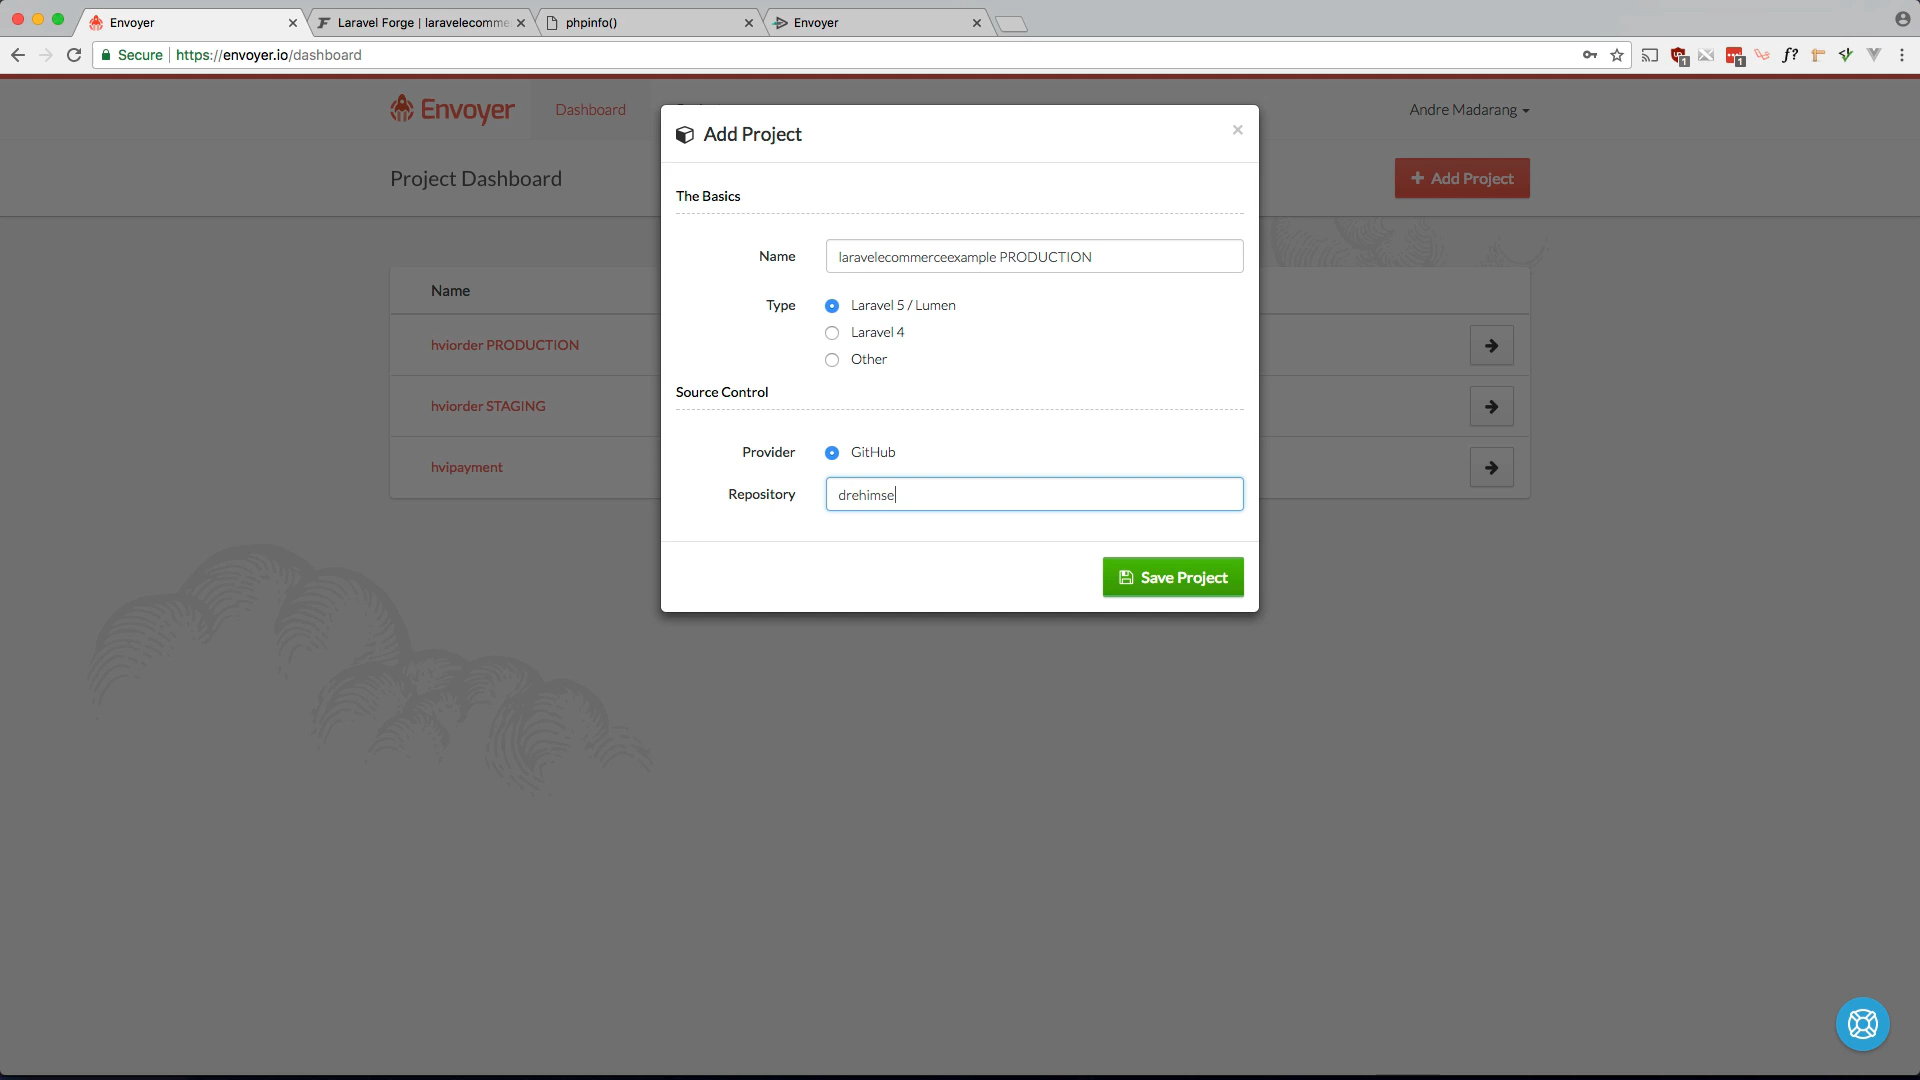 Envoyer
Laravel Forge | laravelecomme
phpinfo()
Envoyer
Secure
https://envoyer.io/dashboard
1
1
f?
Envoyer
Dashboard
Andre Madarang
Project Dashboard
+ Add Project
Add Project
×
The Basics
Name
laravelecommerceexample PRODUCTION
Type
Laravel 5 / Lumen
Laravel 4
Other
Source Control
Provider
GitHub
Repository
drehimse
Save Project
Name
hviorder PRODUCTION
hviorder STAGING
hvipayment